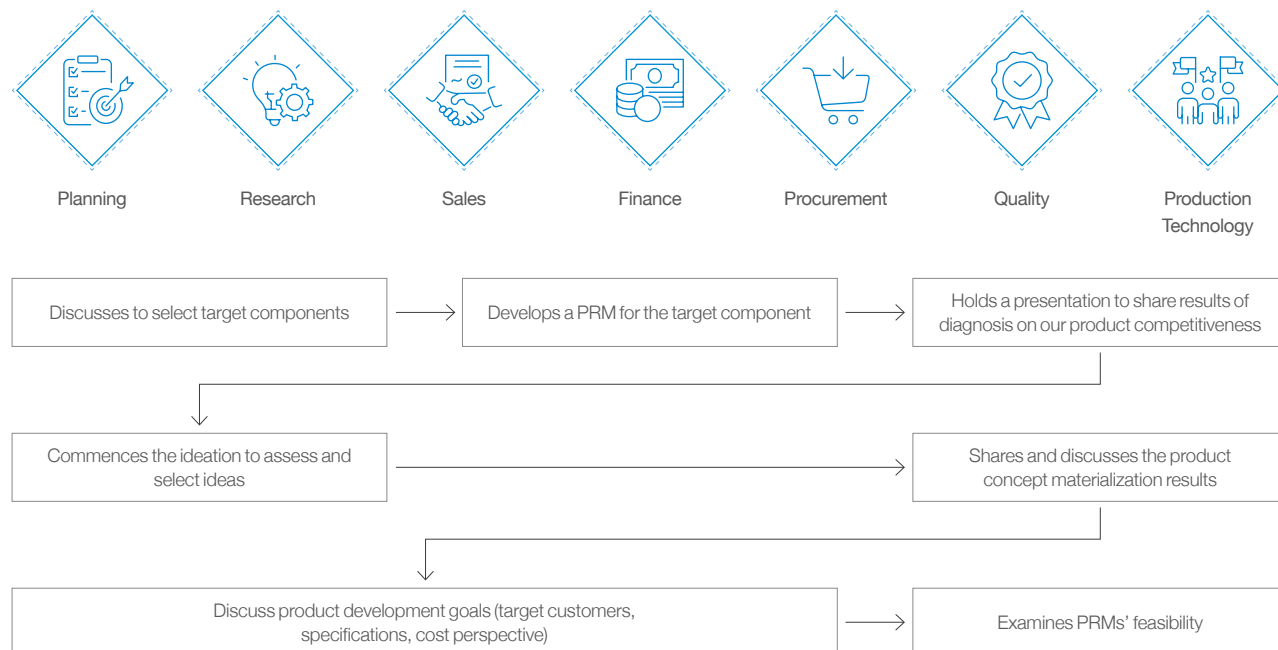 Planning
Research
Sales
Finance
Procurement
Quality
Production
Technology
Discusses to select target components
Develops a PRM for the target component
Holds a presentation to share results of
diagnosis on our product competitiveness
Commences the ideation to assess and
select ideas
Shares and discusses the product
concept materialization results
Discuss product development goals (target customers,
specifications, cost perspective)
Examines PRMs' feasibility